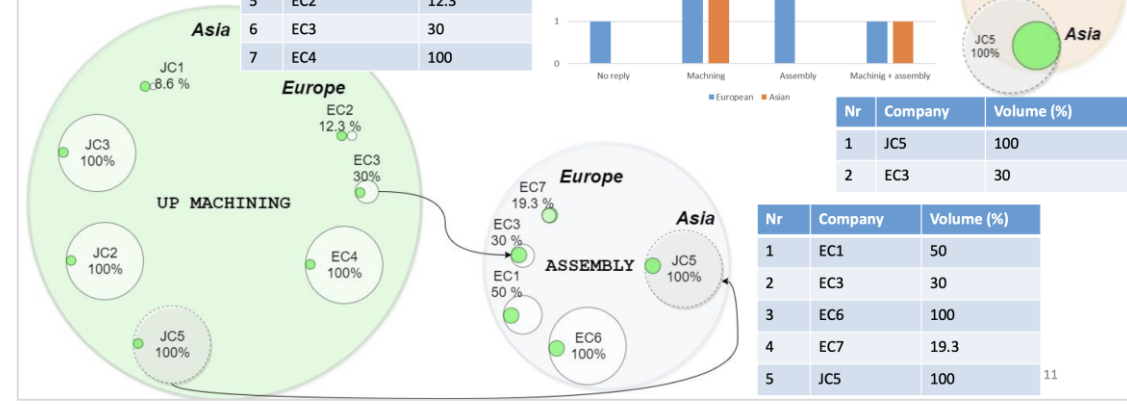 5 EC2 12.3
6 EC3 30
7 EC4 100
Asia
JC1
8.6 %
Europe
EC2
12.3 %
JC3
100%
EC3
30%
UP MACHINING
JC2
100%
EC4
100%
JC5
100%
1
0
No reply Machning Assembly Machinig + assembly
European Asian
JC5
100%
Asia
Nr Company Volume (%)
1 JC5 100
2 EC3 30
Europe
EC7
19.3 %
EC3
30 %
Asia
ASSEMBLY
JC5
100%
EC1
50 %
EC6
100%
Nr Company Volume (%)
1 EC1 50
2 EC3 30
3 EC6 100
4 EC7 19.3
5 JC5 100
11